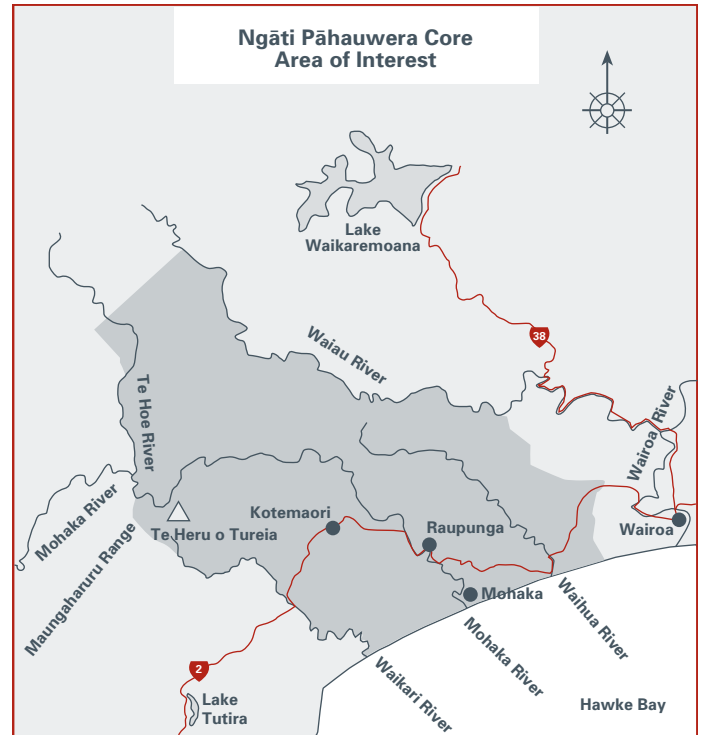 Ngāti Pāhauwera Core
Area of Interest
Lake
Waikaremoana
38
Waiau River
Te Hoe River
Wairoa River
Mohaka River
Maungaharuru Range
Te Heru o Tureia
Kotemaori
Raupunga
Wairoa
Mohaka
Waihua River
Mohaka River
Waikari River
2
Lake
Tutira
Hawke Bay